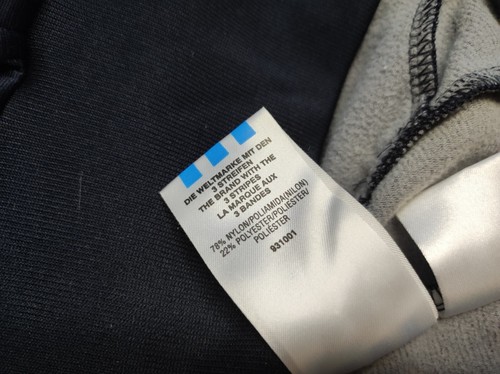 DIE WELTMARKE MIT DEN
3 STREIFEN
THE BRAND WITH THE
3 STRIPES
LA MARQUE AUX
3 BANDES
78% NYLON/POLIAMIDA(NILON)
22% POLYESTER/POLIESTER/
POLIÉSTER
931001